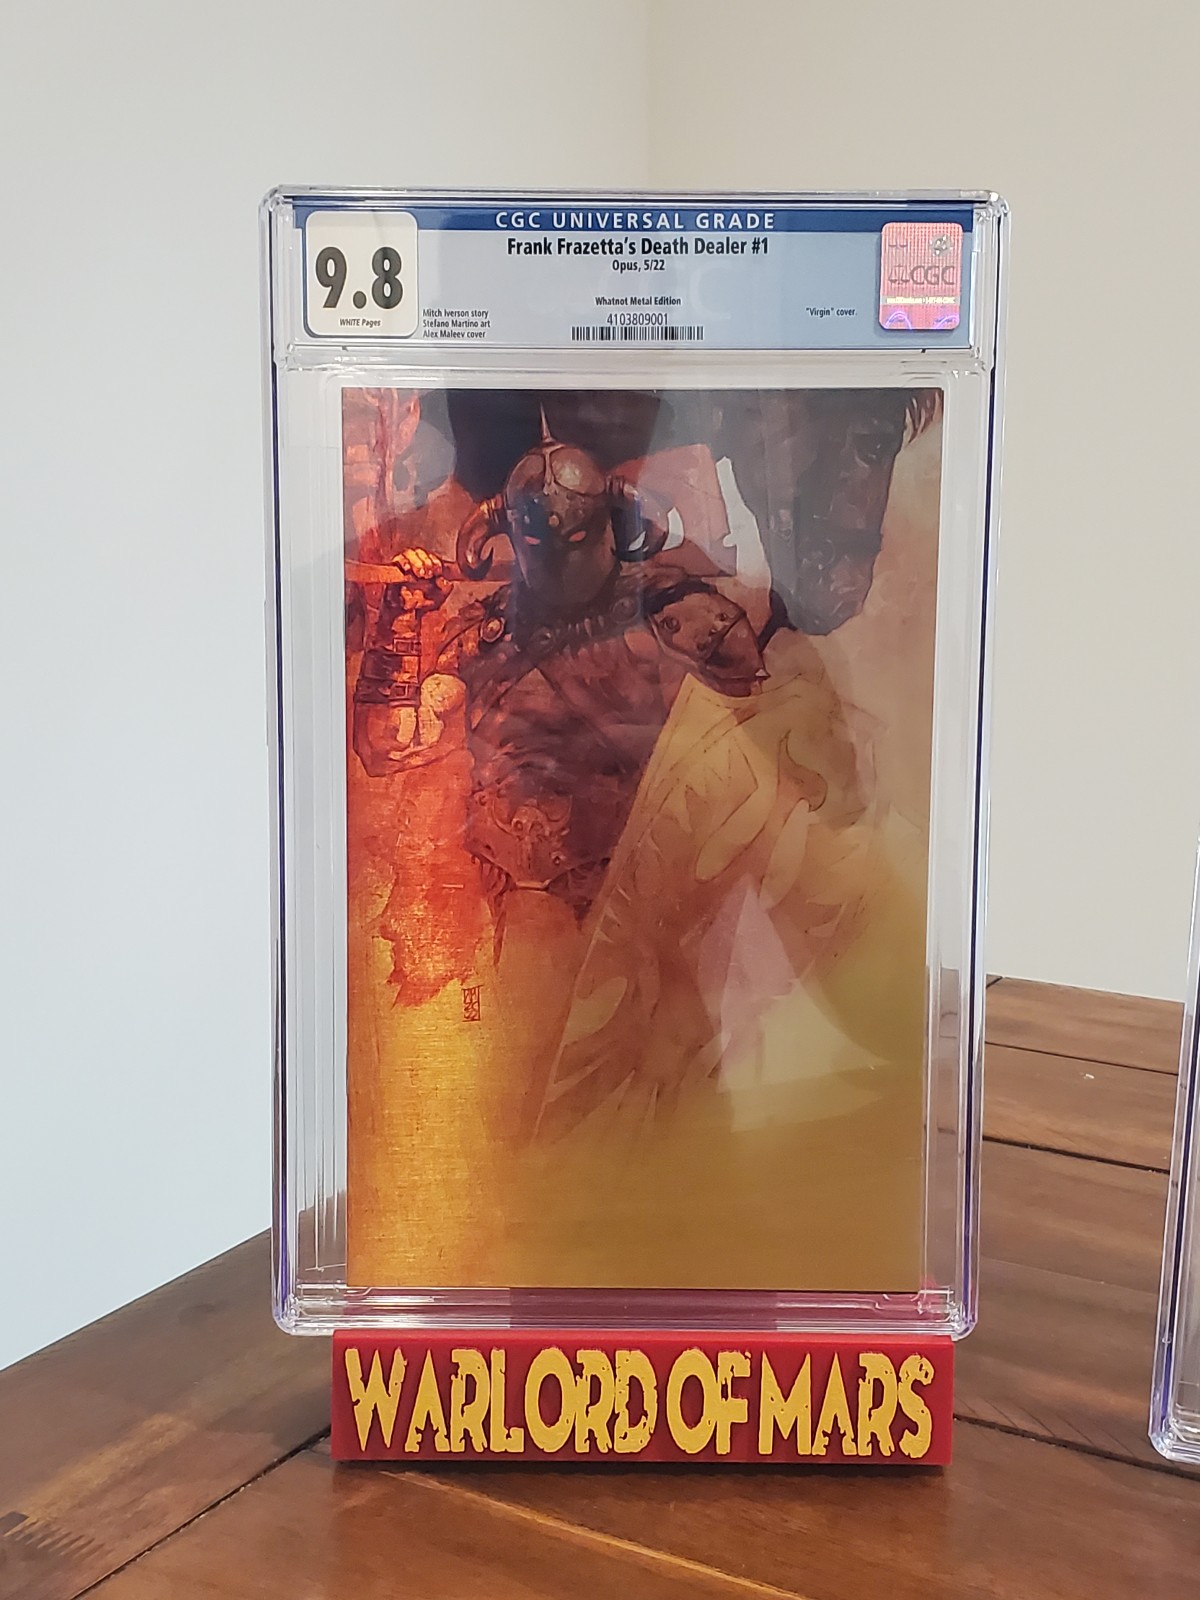 CGC UNIVERSAL GRADE
9.8
WHITE Pages
Frank Frazetta's Death Dealer #1
Opus, 5/22
Whatnot Metal Edition
4103809001
Mitch Iverson story
Stefano Martino art
Alex Maleev cover
"Virgin" cover.
CGC
WARLORD OF MARS